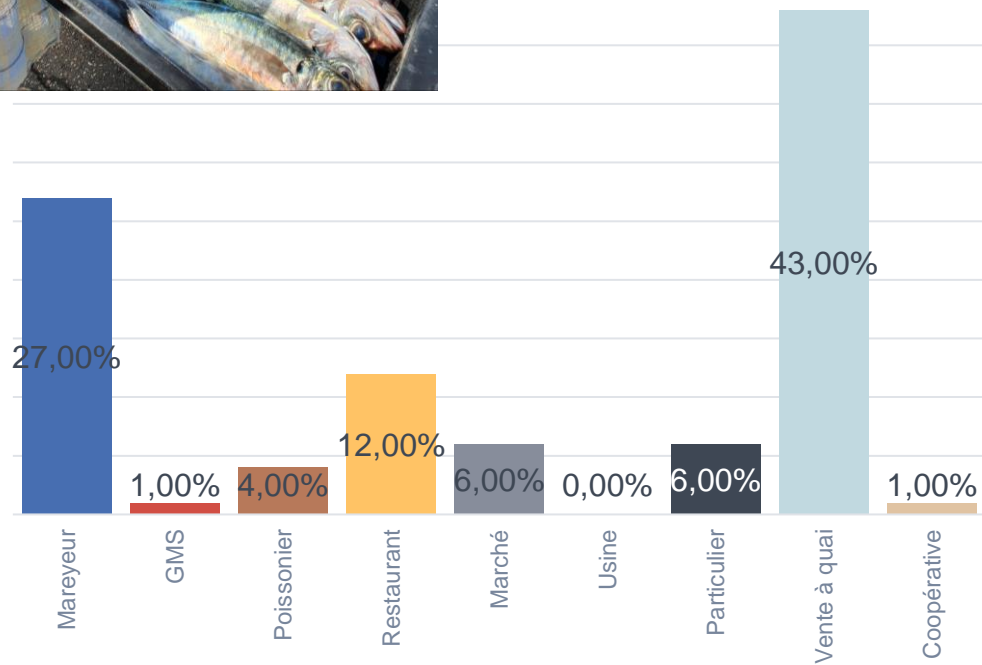 27,00%
1,00%
4,00%
12,00%
6,00%
0,00%
6,00%
43,00%
1,00%
Mareyeur
GMS
Poissonier
Restaurant
Marché
Usine
Particulier
Vente à quai
Coopérative